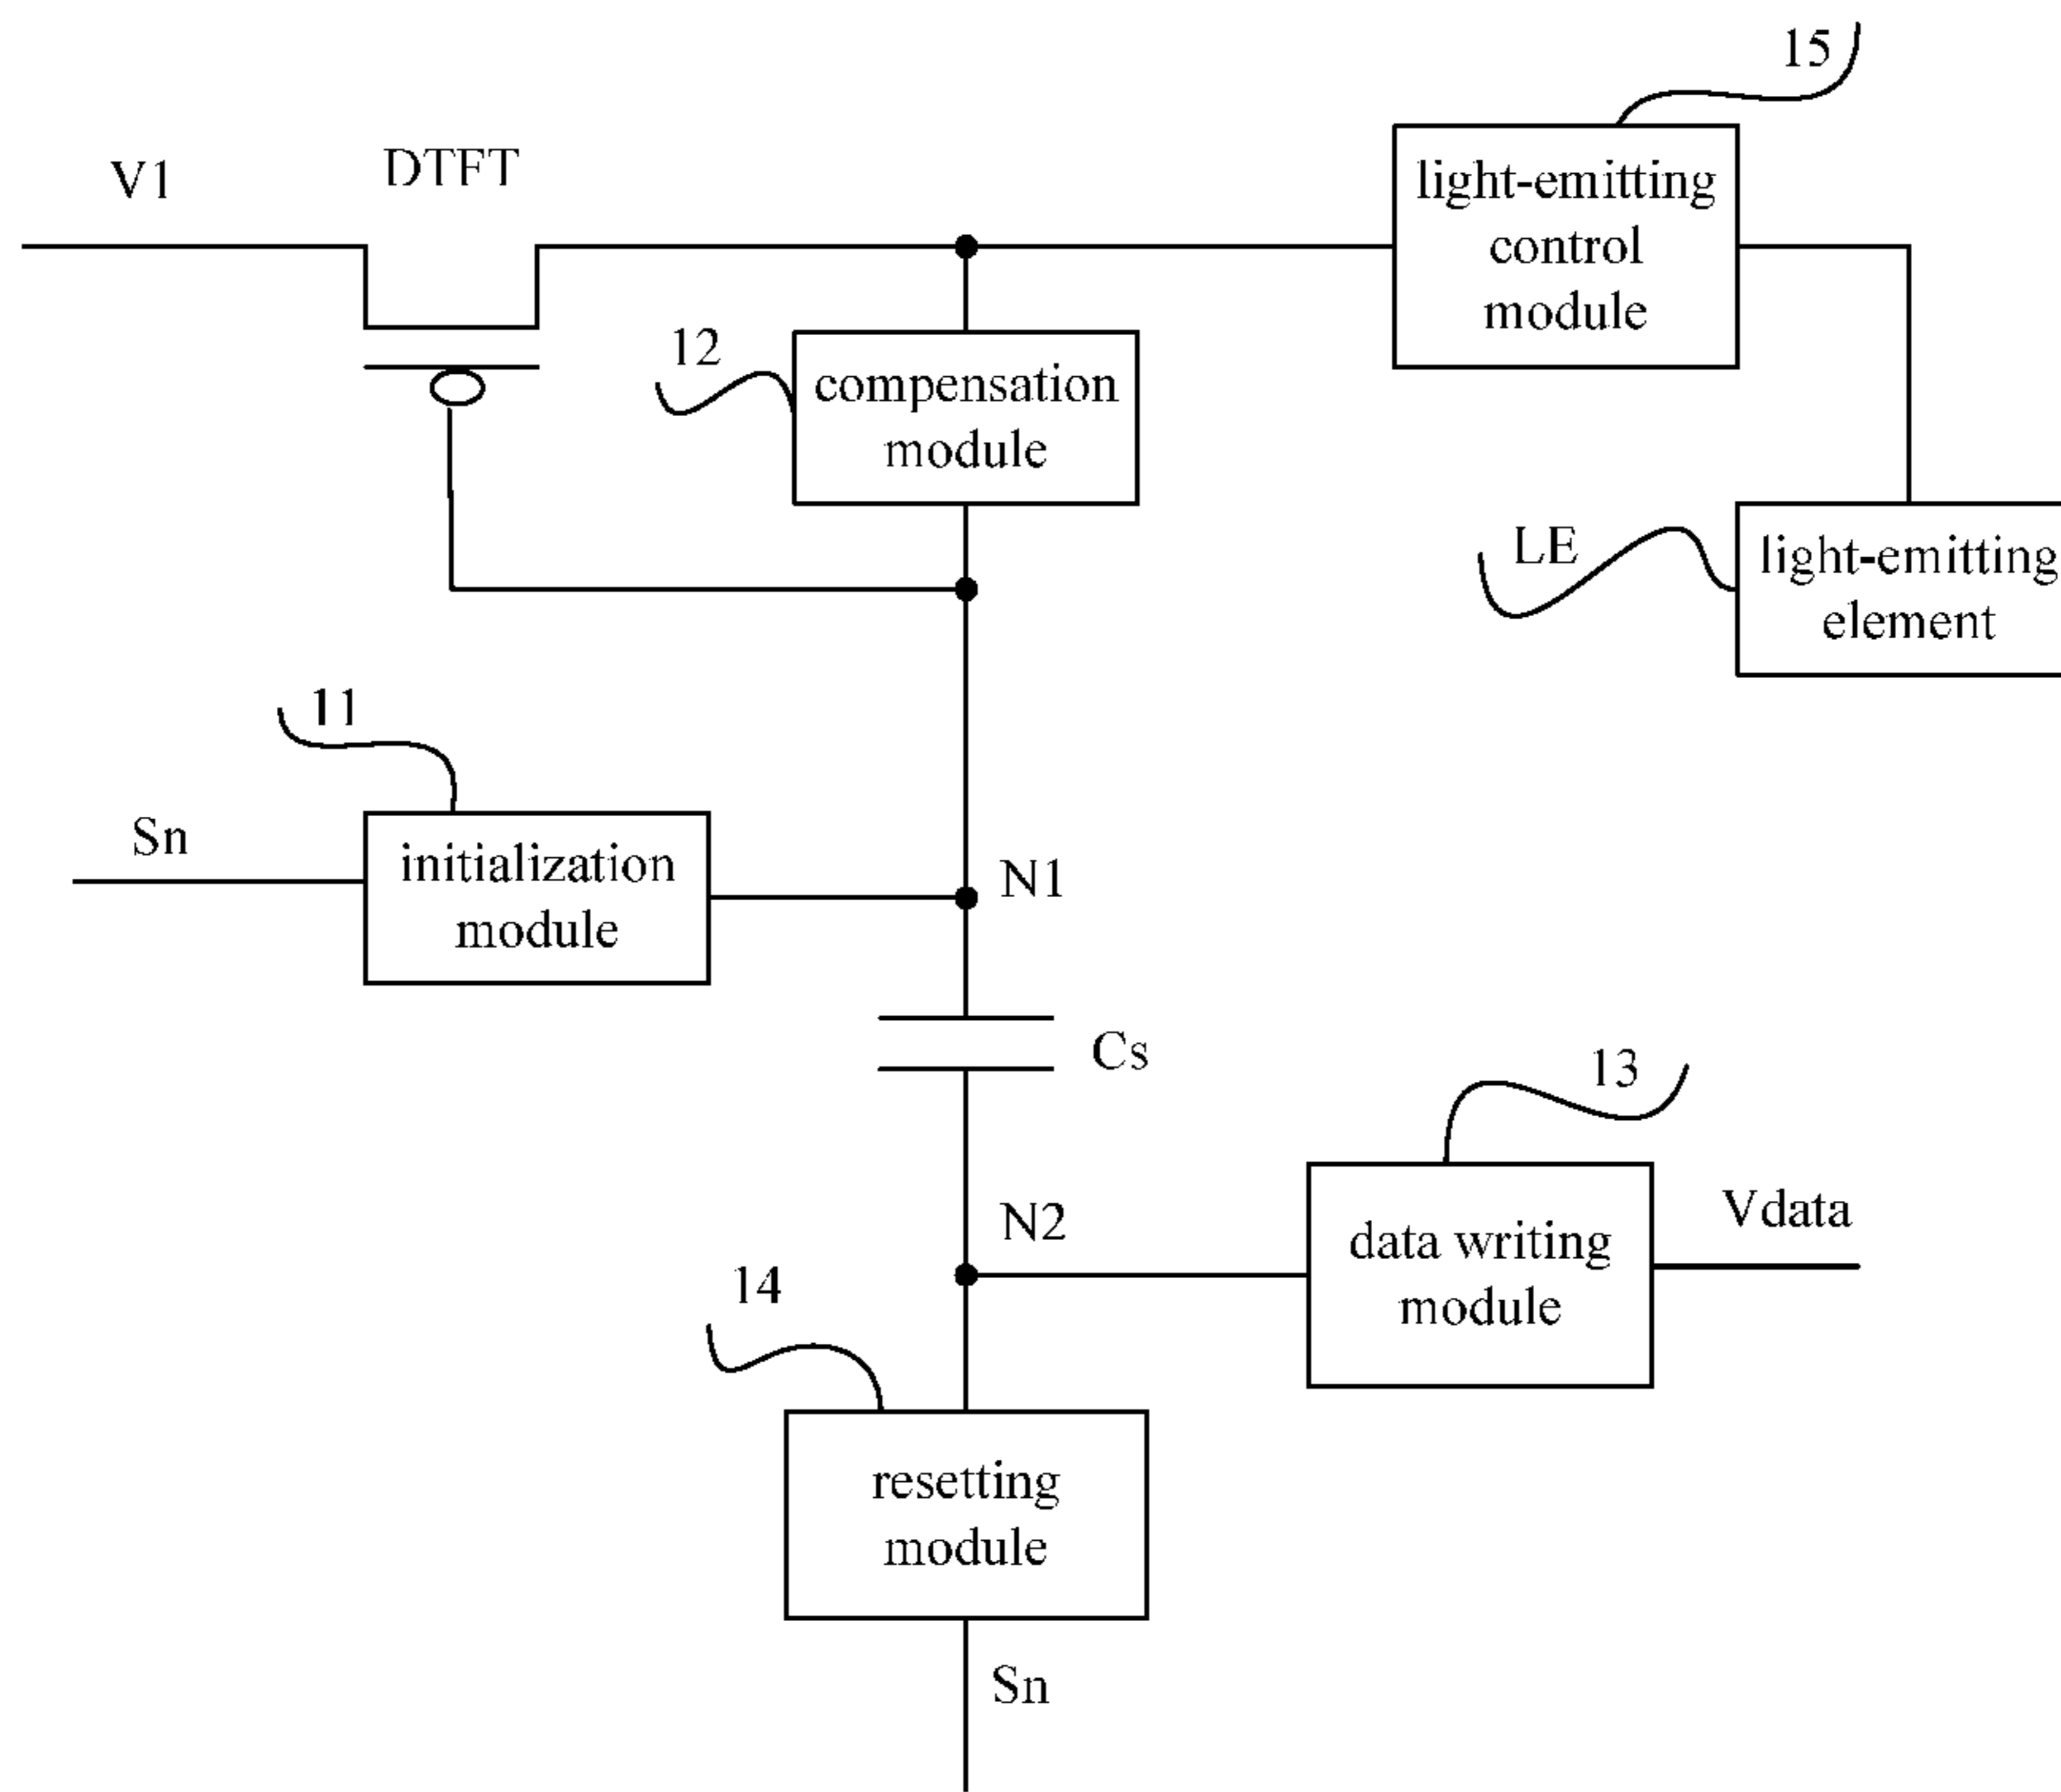 15
V1
DTFT
light-emitting
control
module
12
compensation
module
LE
light-emitting
element
11
Sn
initialization
module
N1
Cs
13
N2
data writing
module
Vdata
14
resetting
module
Sn